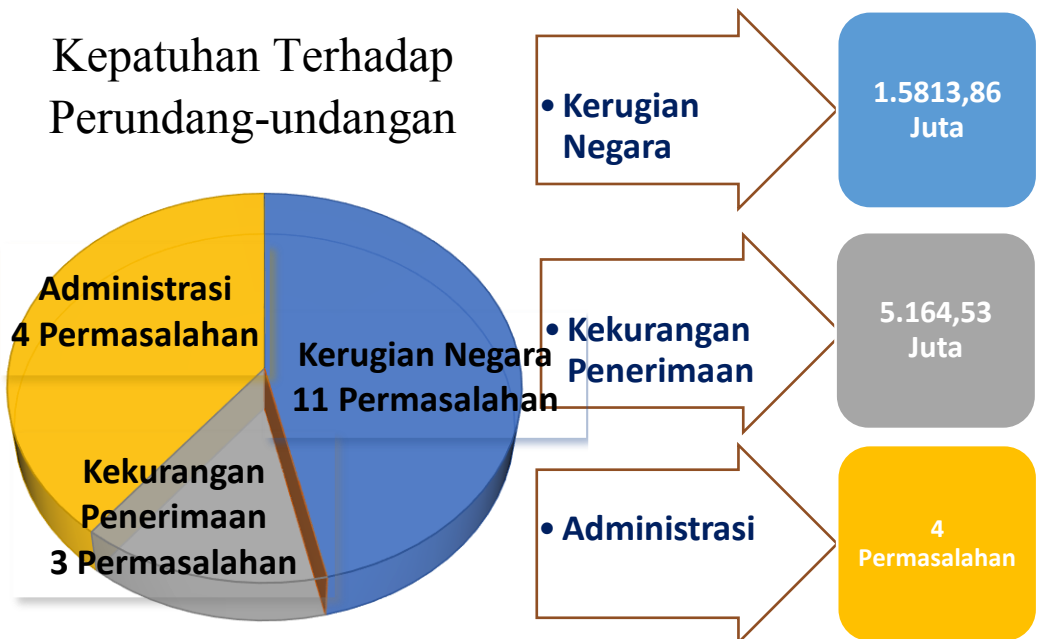 Kepatuhan Terhadap
Perundang-undangan
Administrasi
4 Permasalahan
Kerugian Negara
11 Permasalahan
Kekurangan
Penerimaan
3 Permasalahan
• Kerugian
Negara
1.5813,86
Juta
• Kekurangan
Penerimaan
5.164,53
Juta
• Administrasi
4
Permasalahan